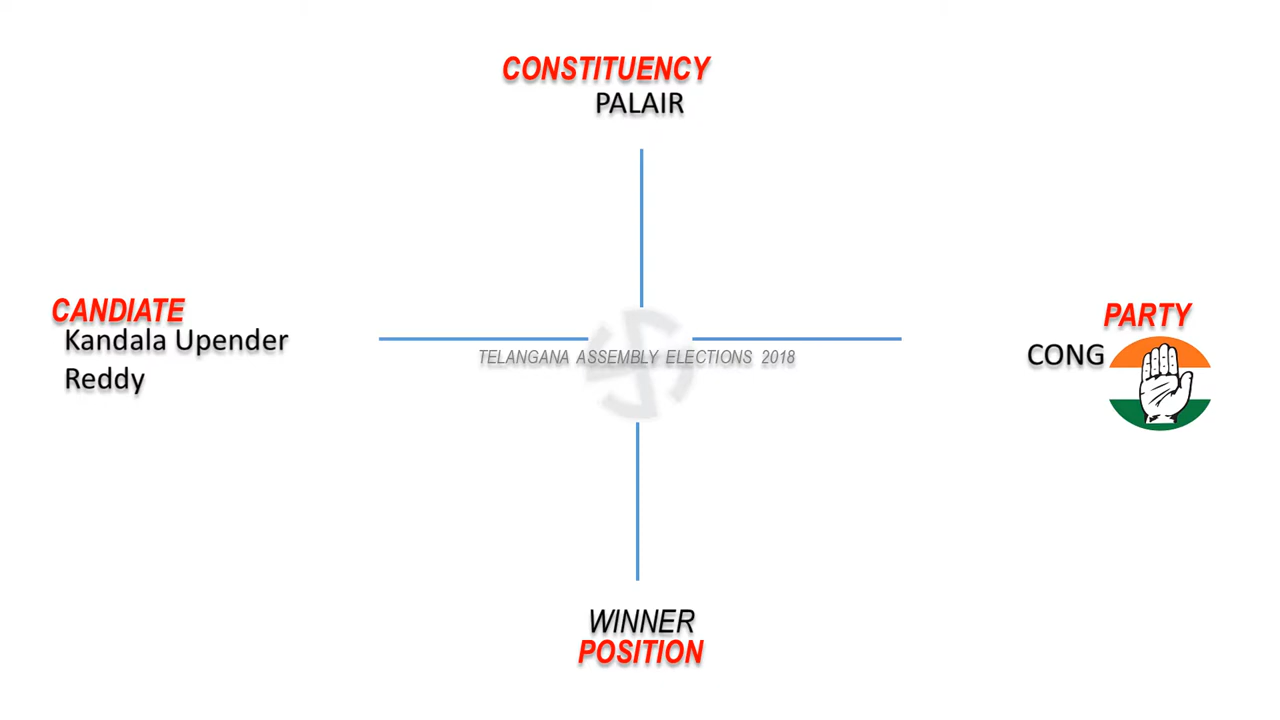 CONSTITUENCY
PALAIR
CANDIATE
Kandala Upender
Reddy
TELANGANA ASSEMBLY ELECTIONS 2018
PARTY
CONG
WINNER
POSITION